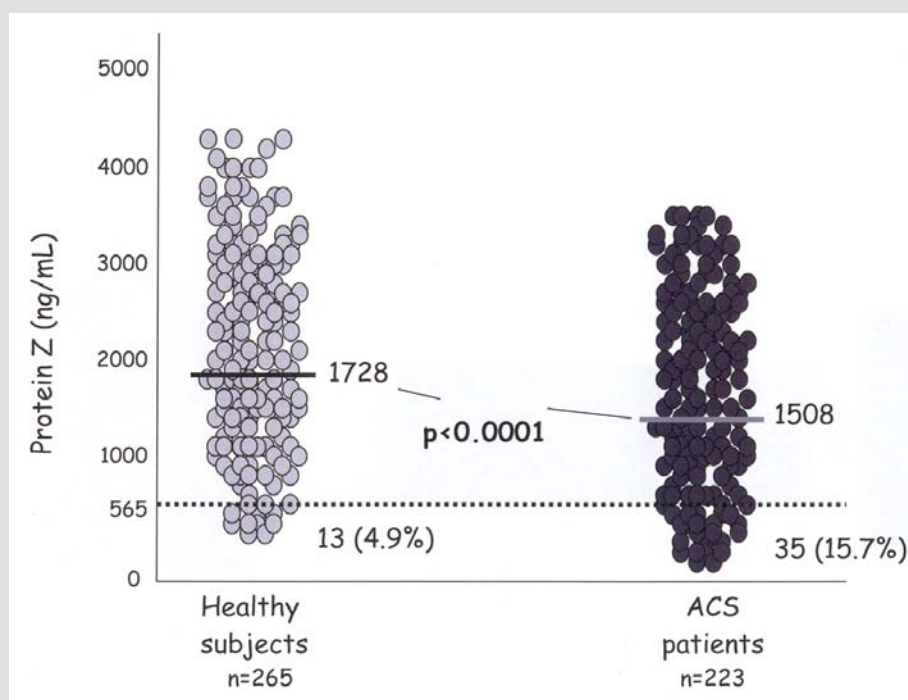 Protein Z (ng/mL)
5000
4000
3000
2000
1000
565
0
1728
p<0.0001
1508
13 (4.9%)
35 (15.7%)
Healthy
subjects
n=265
ACS
patients
n=223